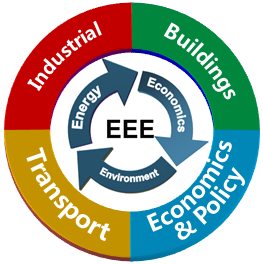 Industrial
Buildings
Energy
Economics
EEE
Environment
Transport
Economics
& Policy